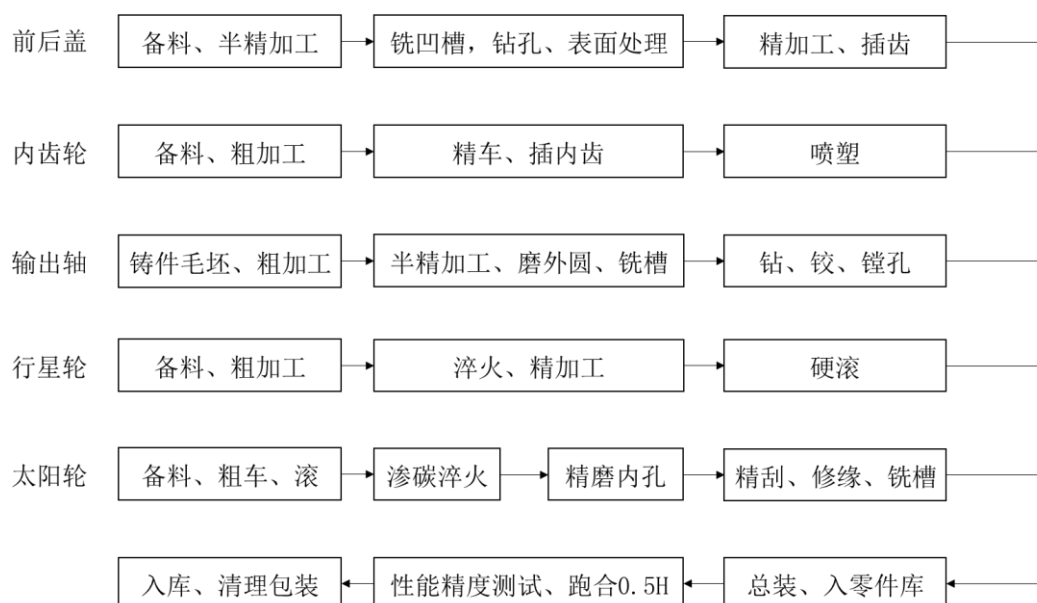 前后盖 备料、半精加工 铣凹槽，钻孔、表面处理 精加工、插齿
内齿轮 备料、粗加工 精车、插内齿 喷塑
输出轴 铸件毛坯、粗加工 半精加工、磨外圆、铣槽 钻、铰、镗孔
行星轮 备料、粗加工 淬火、精加工 硬滚
太阳轮 备料、粗车、滚 渗碳淬火 精磨内孔 精刮、修缘、铣槽
入库、清理包装 性能精度测试、跑合0.5H 总装、入零件库